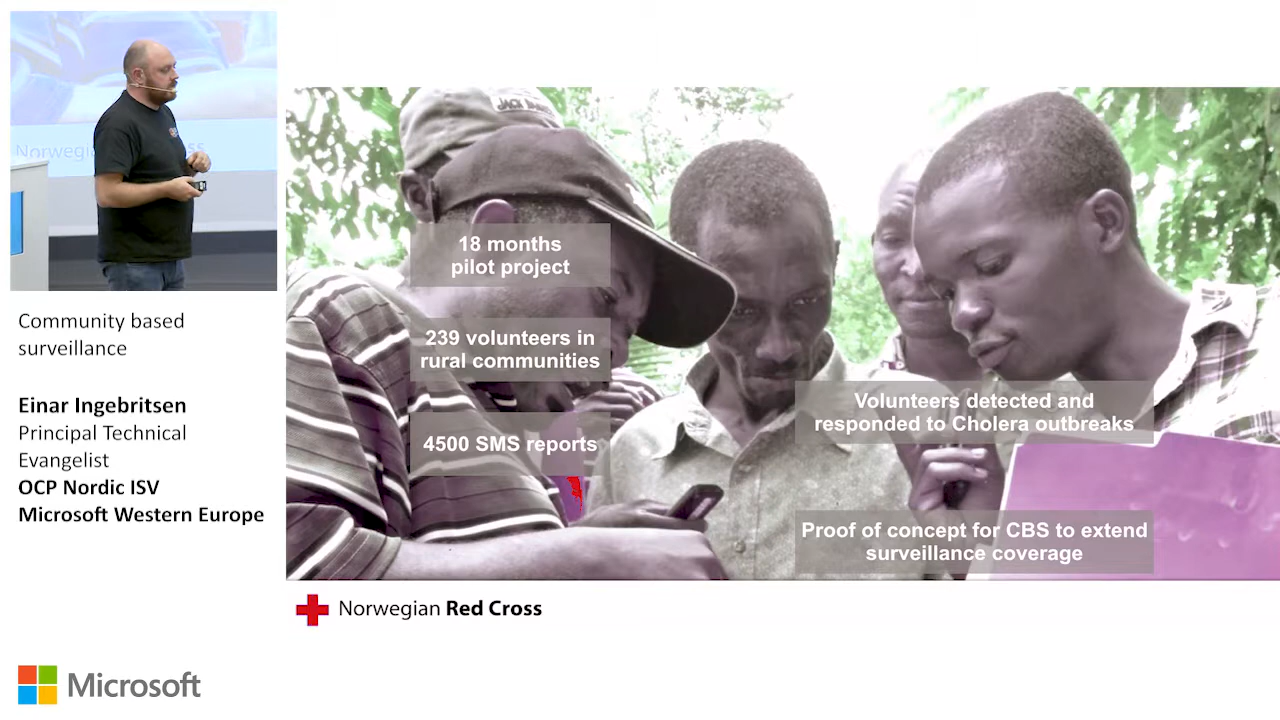 Norwegi
ss
Community based
surveillance
Einar Ingebritsen
Principal Technical
Evangelist
OCP Nordic ISV
Microsoft Western Europe
Microsoft
18 months
pilot project
239 volunteers in
rural communities
4500 SMS reports
Volunteers detected and
responded to Cholera outbreaks
Proof of concept for CBS to extend
surveillance coverage
Norwegian Red Cross